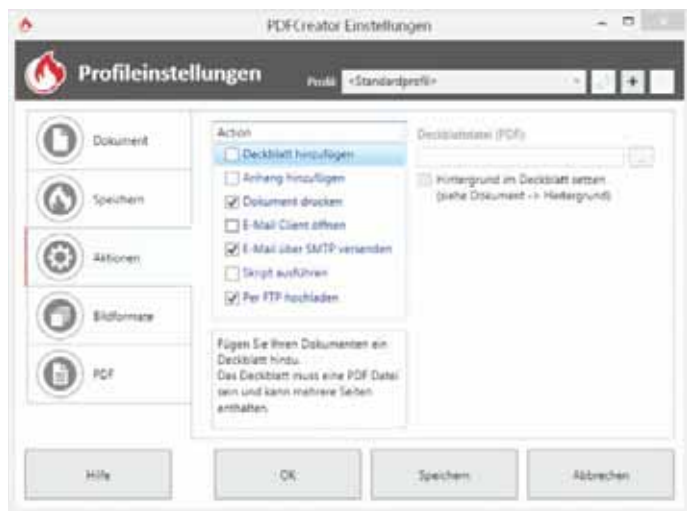 PDFCreator Einstellungen
Profileinstellungen
Profil
<Standardprofil>
Dokument
Speichern
Aktionen
Bildformate
PDF
Action
Deckblatt hinzufügen
Anhang hinzufügen
Dokument drucken
E-Mail Client öffnen
E-Mail über SMTP versenden
Skript ausführen
Per FTP hochladen
Fügen Sie Ihren Dokumenten ein
Deckblatt hinzu.
Das Deckblatt muss eine PDF Datei
sein und kann mehrere Seiten
enthalten.
Deckblattdatei (PDF):
...
Hintergrund im Deckblatt setzen
(siehe Dokument -> Hintergrund)
Hilfe
OK
Speichern
Abbrechen